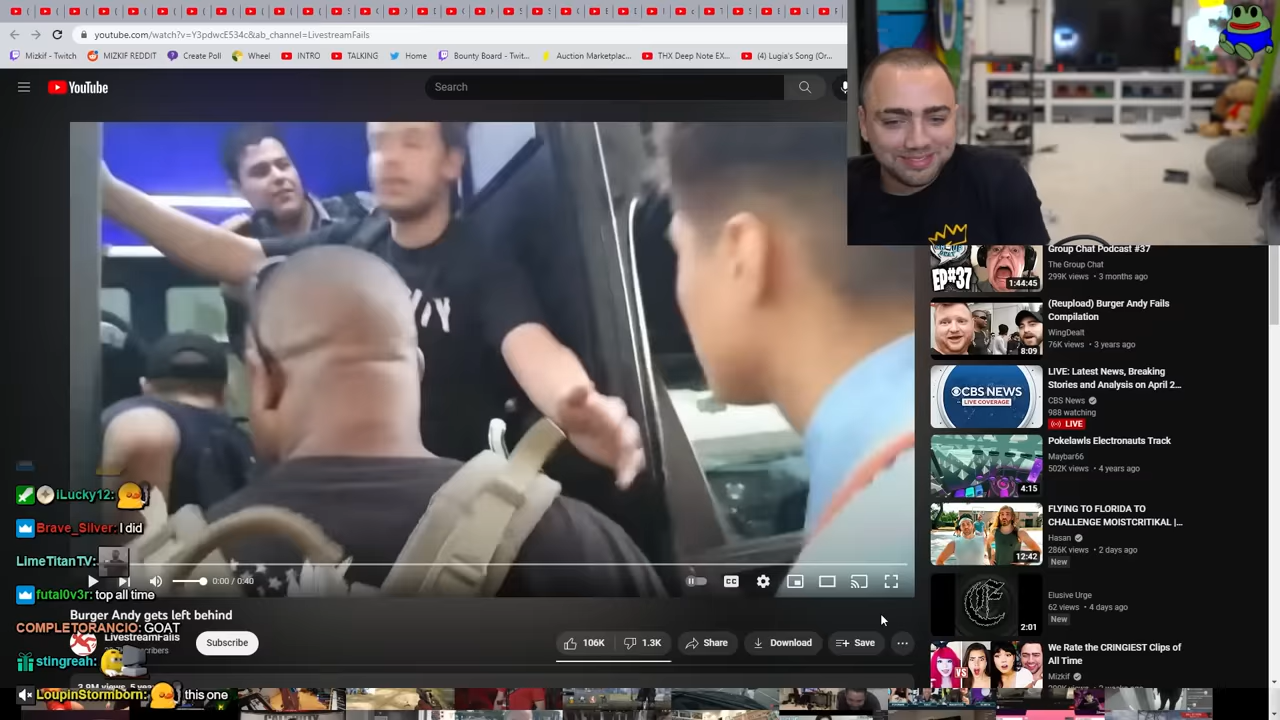 youtube.com/watch?v=Y3pdwcE534c&ab_channel=LivestreamFails
Mizkif - Twitch
MIZKIF REDDIT
Create Poll
Wheel
INTRO
TALKING
Home
Bounty Board - Twit...
Auction Marketplac...
THX Deep Note EX...
(4) Lugia's Song (Or...
YouTube
Search
EP#37
1:44:45
Group Chat Podcast #37
The Group Chat
299K views • 3 months ago
8:09
(Reupload) Burger Andy Fails
Compilation
WingDealt
76K views • 3 years ago
CBS NEWS
LIVE COVERAGE
LIVE: Latest News, Breaking
Stories and Analysis on April 2...
CBS News
988 watching
LIVE
4:15
Pokelawls Electronauts Track
Maybar66
502K views • 4 years ago
12:42
FLYING TO FLORIDA TO
CHALLENGE MOISTCRITIKAL |...
Hasan
286K views • 2 days ago
New
2:01
Elusive Urge
62 views • 4 days ago
New
VS
We Rate the CRINGIEST Clips of
All Time
Mizkif
iLucky12:
Brave_Silver: I did
LimeTitanTV:
futal0v3r: top all time
COMPLETORANCIO: GOAT
stingreah:
LoupinStormborn: this one
0:00 / 0:40
CC
Burger Andy gets left behind
LivestreamFails
Subscribe
106K
1.3K
Share
Download
Save